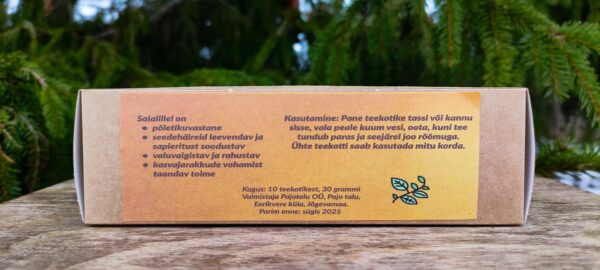 Saialillel on
• põletikuvastane
• seedehäireid leevendav ja
sapieritust soodustav
• valuvaigistav ja rahustav
• kasvajarakkude vohamist
taandav toime
Kasutamine: Pane teekotike tassi või kannu
sisse, vala peale kuum vesi, oota, kuni tee
tundub paras ja seejärel joo rõõmuga.
Ühte teekotti saab kasutada mitu korda.
Kogus: 10 teekotikest, 30 grammi
Valmistaja Pajotalu OÜ, Pajo talu,
Eerikvere küla, Jõgevamaa.
Parim enne: sügis 2025